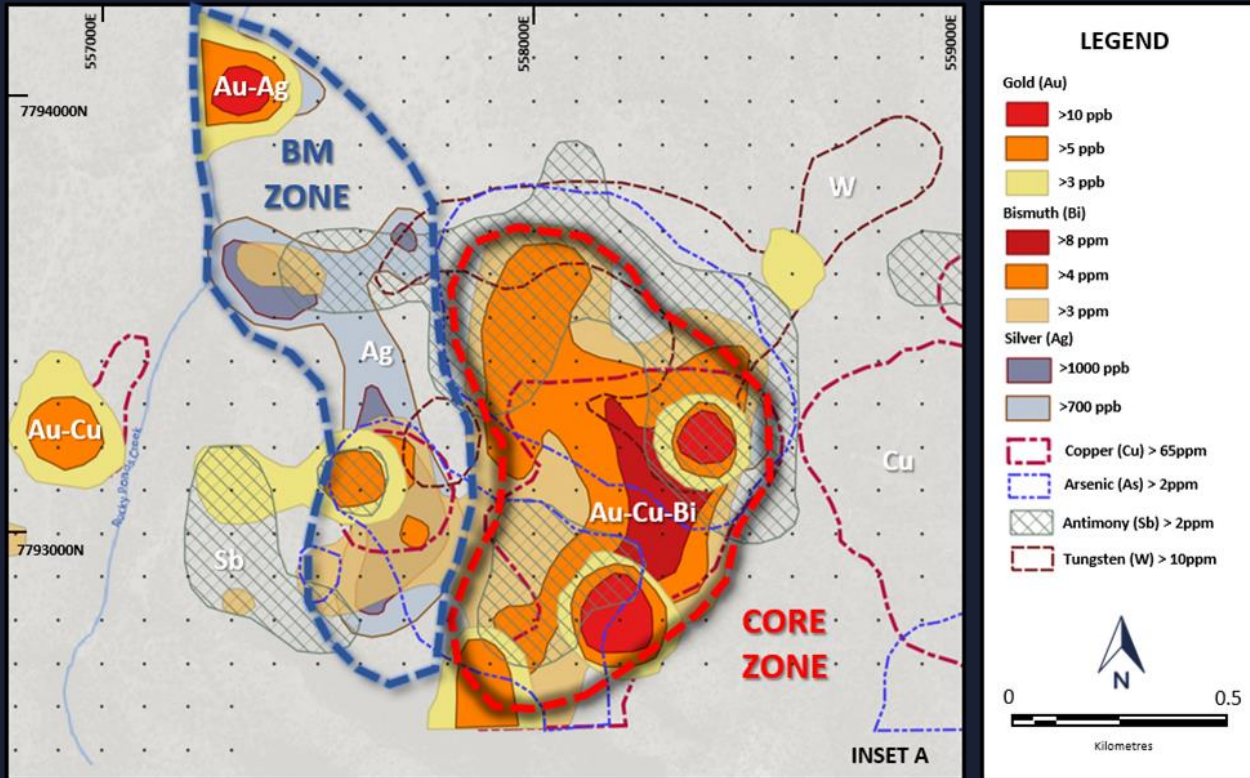 557000E
558000E
559000E
7794000N
7793000N
Au-Ag
BM
ZONE
W
Ag
Au-Cu
Rocky Ponds Creek
Cu
Au-Cu-Bi
Sb
CORE
ZONE
INSET A
LEGEND
Gold (Au)
>10 ppb
>5 ppb
>3 ppb
Bismuth (Bi)
>8 ppm
>4 ppm
>3 ppm
Silver (Ag)
>1000 ppb
>700 ppb
Copper (Cu) > 65ppm
Arsenic (As) > 2ppm
Antimony (Sb) > 2ppm
Tungsten (W) > 10ppm
N
0 0.5
Kilometres